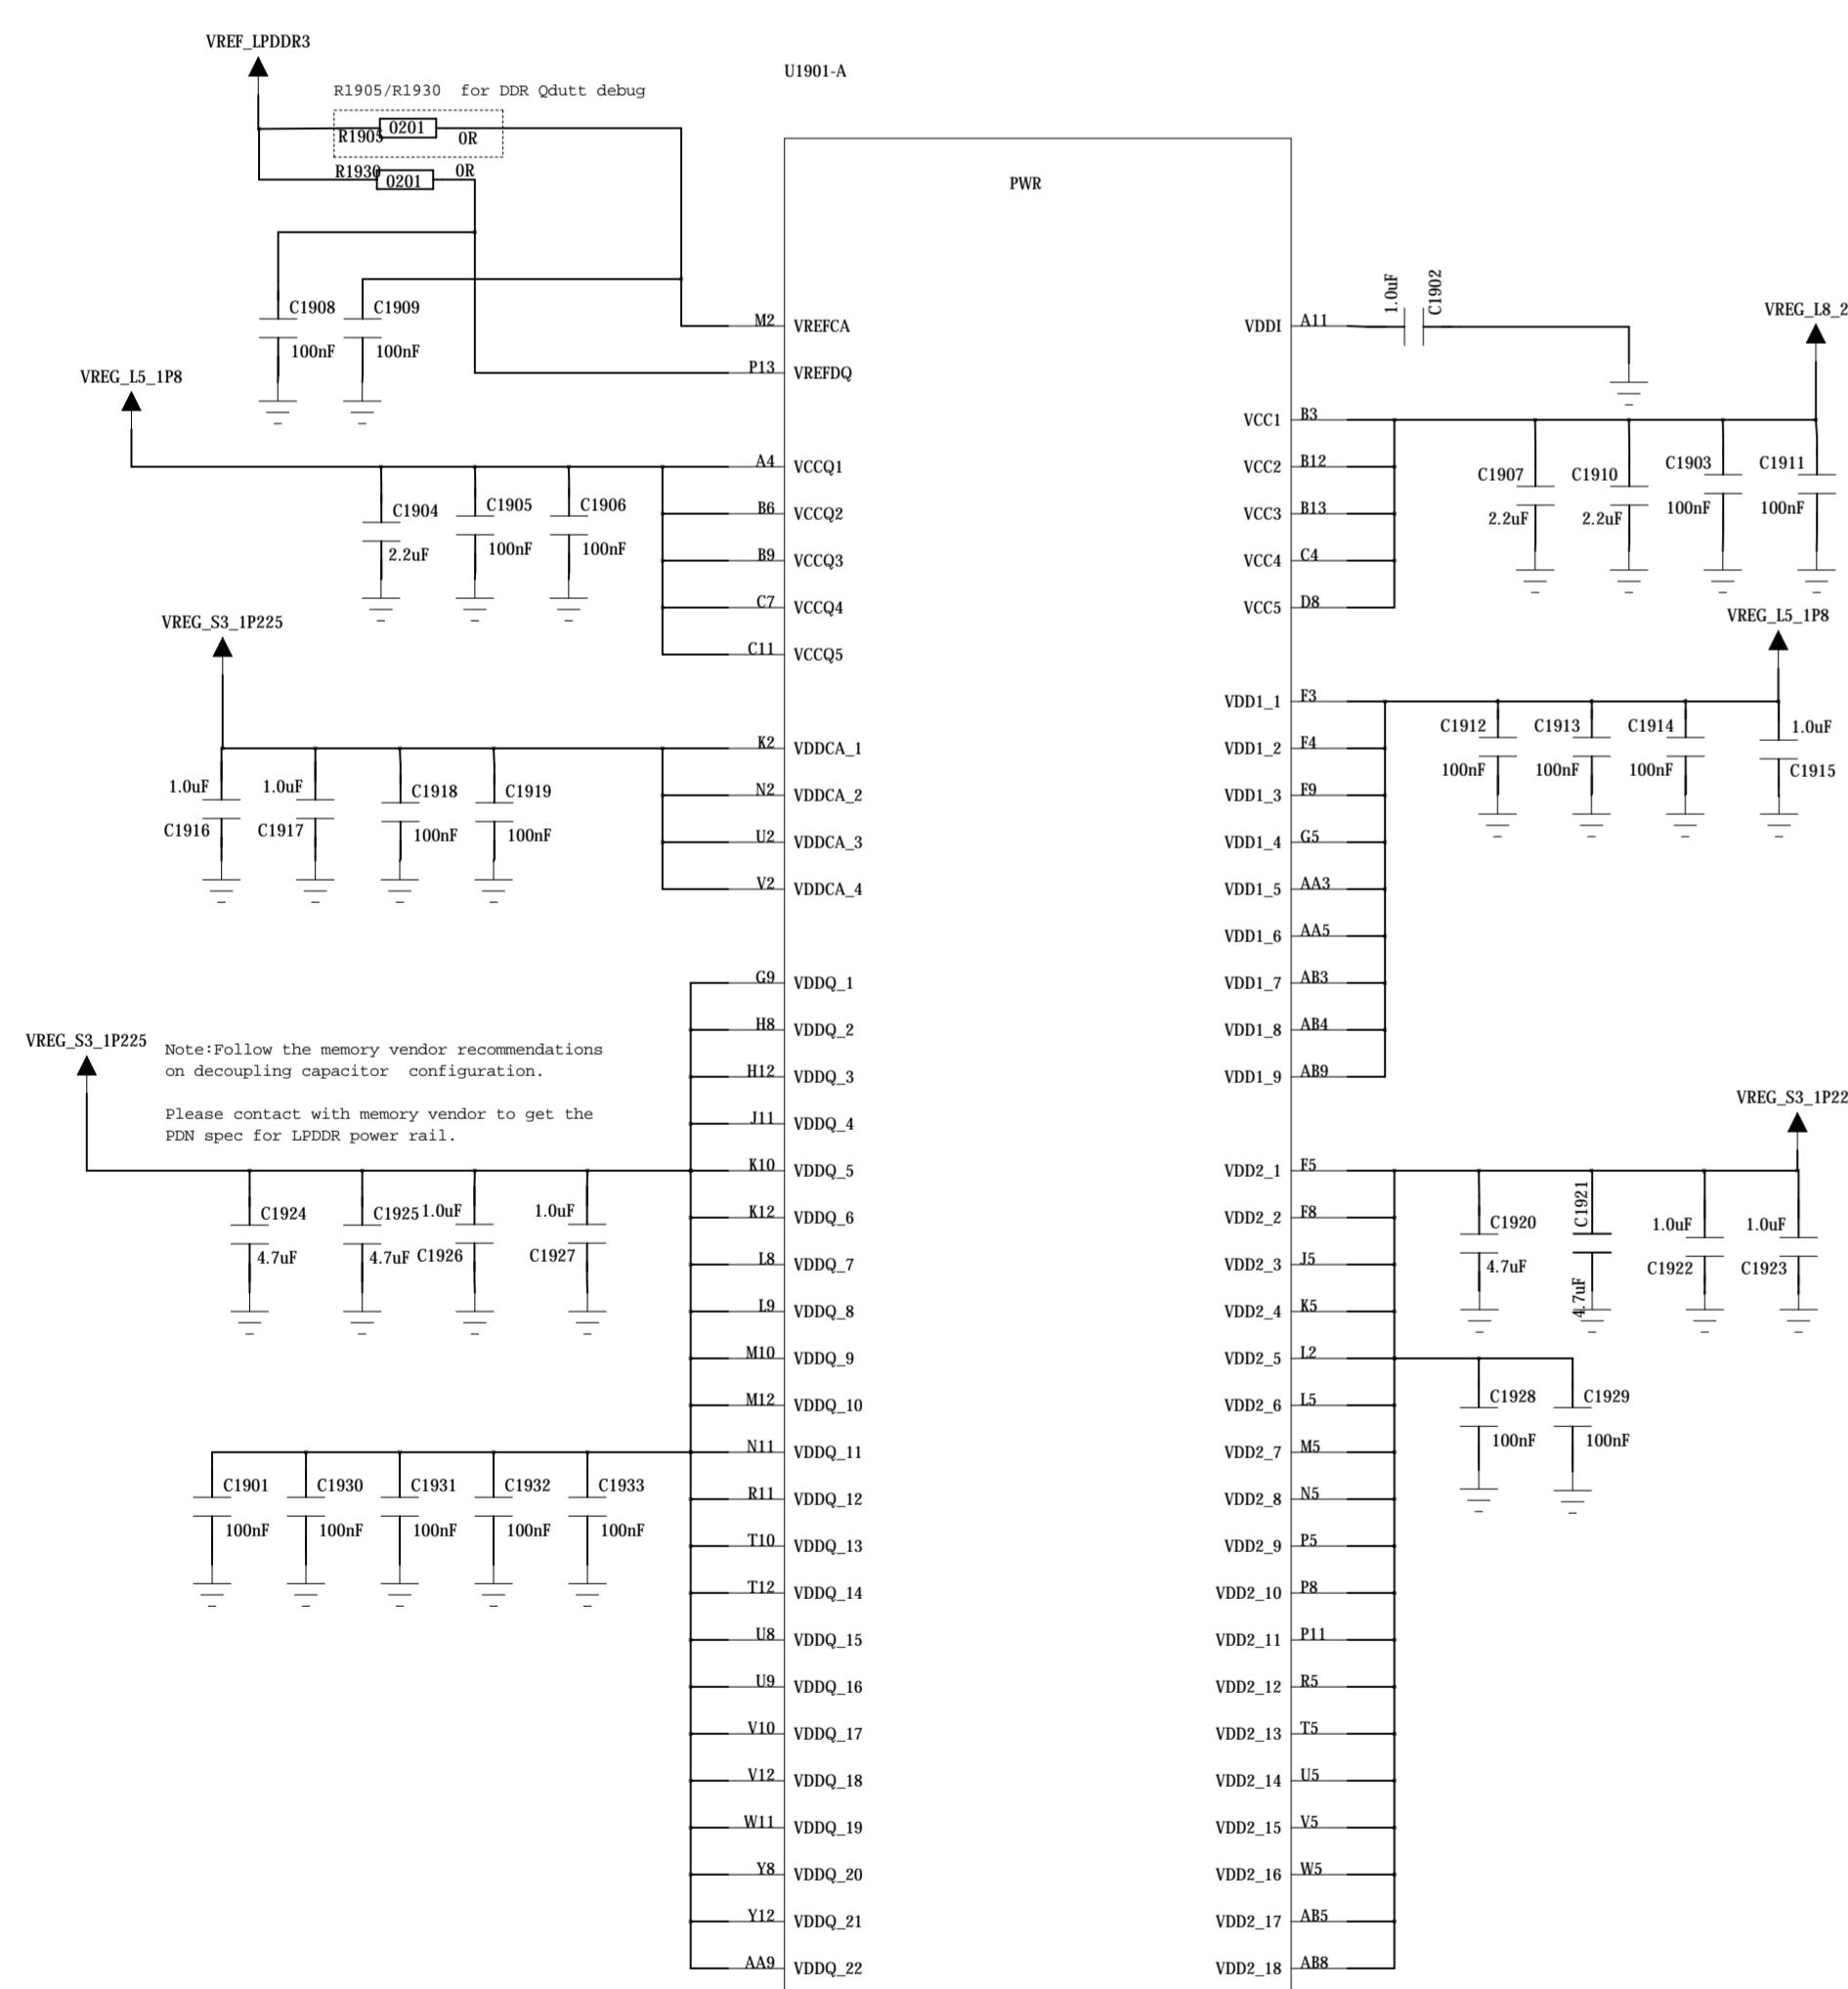 VREF_LPDDR3
U1901-A
R1905/R1930  for DDR Qdutt debug
R1905 0201 0R
R1930 0201 0R
PWR
C1908 C1909
100nF 100nF
M2 VREFCA
P13 VREFDQ
VDDI A11
1.0uF C1902
VREG_L8_2
VREG_L5_1P8
A4 VCCQ1
B6 VCCQ2
B9 VCCQ3
C7 VCCQ4
C11 VCCQ5
C1904 C1905 C1906
2.2uF 100nF 100nF
VCC1 B3
VCC2 B12
VCC3 B13
VCC4 C4
VCC5 D8
C1907 C1910 C1903 C1911
2.2uF 2.2uF 100nF 100nF
VREG_S3_1P225
K2 VDDCA_1
N2 VDDCA_2
U2 VDDCA_3
V2 VDDCA_4
1.0uF 1.0uF C1918 C1919
C1916 C1917 100nF 100nF
VREG_L5_1P8
VDD1_1 F3
VDD1_2 F4
VDD1_3 F9
VDD1_4 G5
VDD1_5 AA3
VDD1_6 AA5
VDD1_7 AB3
VDD1_8 AB4
VDD1_9 AB9
C1912 C1913 C1914 1.0uF
100nF 100nF 100nF C1915
VREG_S3_1P225
Note:Follow the memory vendor recommendations
on decoupling capacitor  configuration.
Please contact with memory vendor to get the
PDN spec for LPDDR power rail.
C1924 C1925 1.0uF 1.0uF
4.7uF 4.7uF C1926 C1927
C1901 C1930 C1931 C1932 C1933
100nF 100nF 100nF 100nF 100nF
G9 VDDQ_1
H8 VDDQ_2
H12 VDDQ_3
J11 VDDQ_4
K10 VDDQ_5
K12 VDDQ_6
L8 VDDQ_7
L9 VDDQ_8
M10 VDDQ_9
M12 VDDQ_10
N11 VDDQ_11
R11 VDDQ_12
T10 VDDQ_13
T12 VDDQ_14
U8 VDDQ_15
U9 VDDQ_16
V10 VDDQ_17
V12 VDDQ_18
W11 VDDQ_19
Y8 VDDQ_20
Y12 VDDQ_21
AA9 VDDQ_22
VREG_S3_1P22
VDD2_1 F5
VDD2_2 F8
VDD2_3 J5
VDD2_4 K5
VDD2_5 L2
VDD2_6 L5
VDD2_7 M5
VDD2_8 N5
VDD2_9 P5
VDD2_10 P8
VDD2_11 P11
VDD2_12 R5
VDD2_13 T5
VDD2_14 U5
VDD2_15 V5
VDD2_16 W5
VDD2_17 AB5
VDD2_18 AB8
C1920 C1921 1.0uF 1.0uF
4.7uF 4.7uF C1922 C1923
C1928 C1929
100nF 100nF